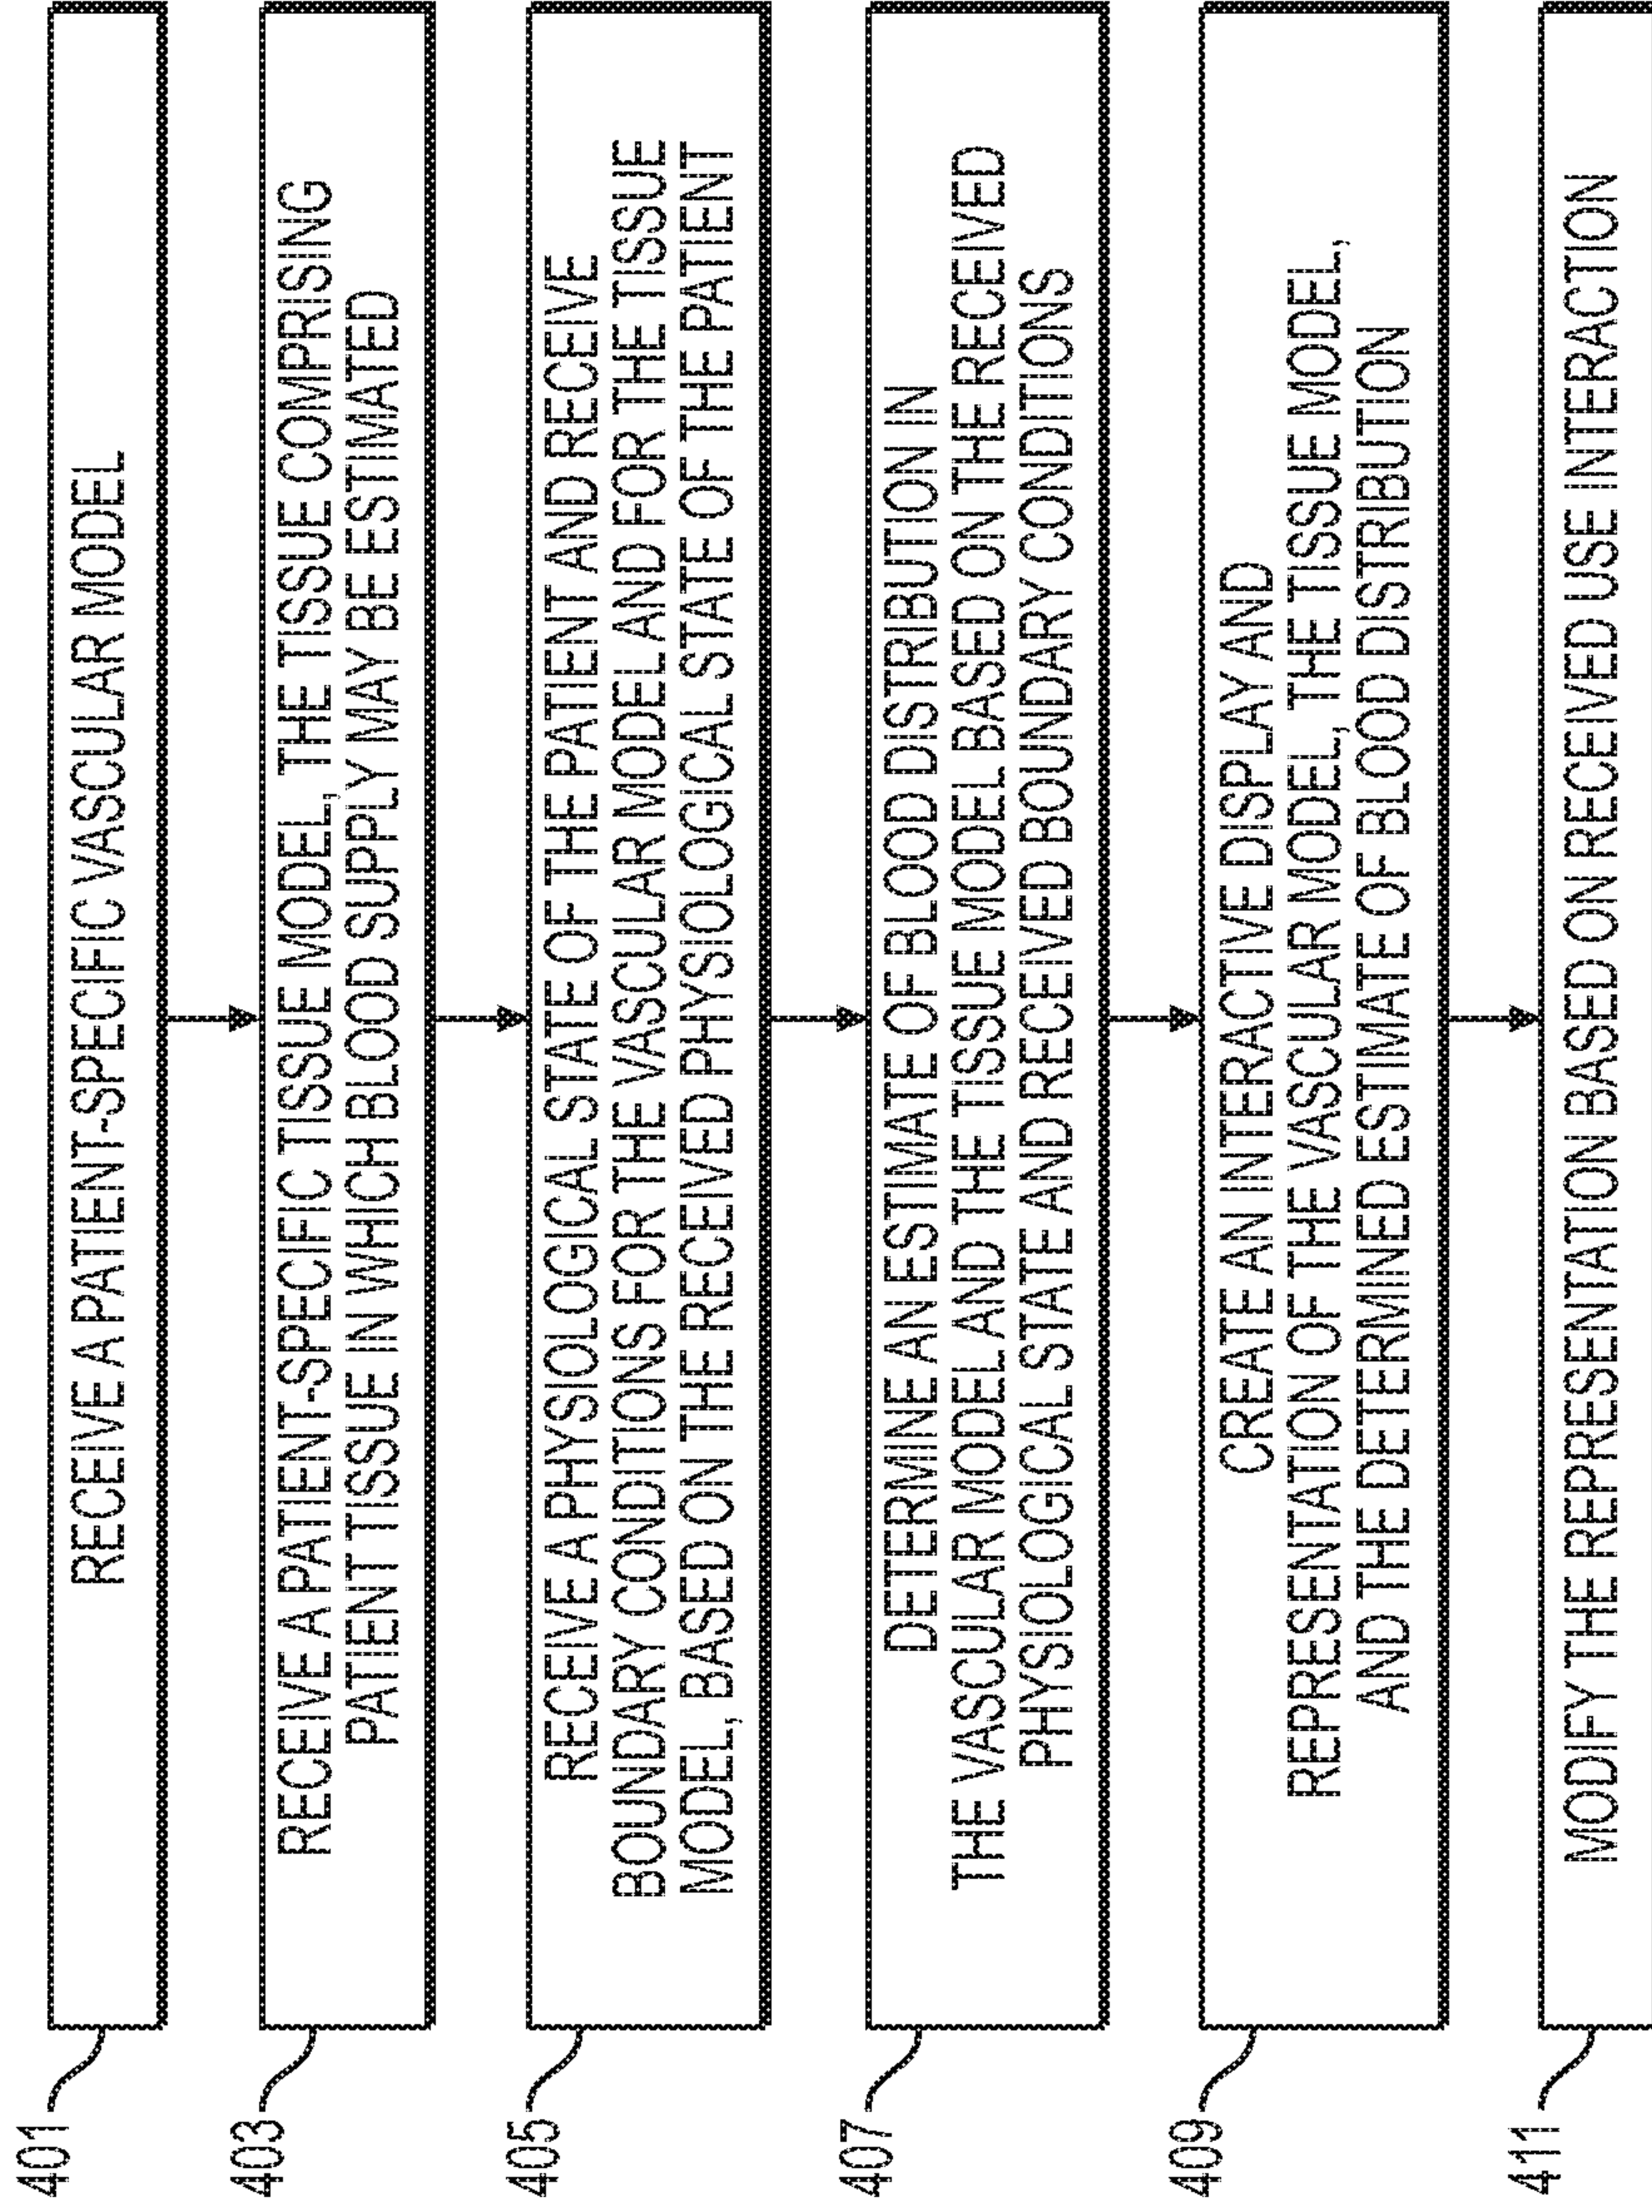 401
RECEIVE A PATIENT-SPECIFIC VASCULAR MODEL
403
RECEIVE A PATIENT-SPECIFIC TISSUE MODEL, THE TISSUE COMPRISING
PATIENT TISSUE IN WHICH BLOOD SUPPLY MAY BE ESTIMATED
405
RECEIVE A PHYSIOLOGICAL STATE OF THE PATIENT AND RECEIVE
BOUNDARY CONDITIONS FOR THE VASCULAR MODEL AND FOR THE TISSUE
MODEL, BASED ON THE RECEIVED PHYSIOLOGICAL STATE OF THE PATIENT
407
DETERMINE AN ESTIMATE OF BLOOD DISTRIBUTION IN
THE VASCULAR MODEL AND THE TISSUE MODEL BASED ON THE RECEIVED
PHYSIOLOGICAL STATE AND RECEIVED BOUNDARY CONDITIONS
409
CREATE AN INTERACTIVE DISPLAY AND
REPRESENTATION OF THE VASCULAR MODEL, THE TISSUE MODEL,
AND THE DETERMINED ESTIMATE OF BLOOD DISTRIBUTION
411
MODIFY THE REPRESENTATION BASED ON RECEIVED USE INTERACTION